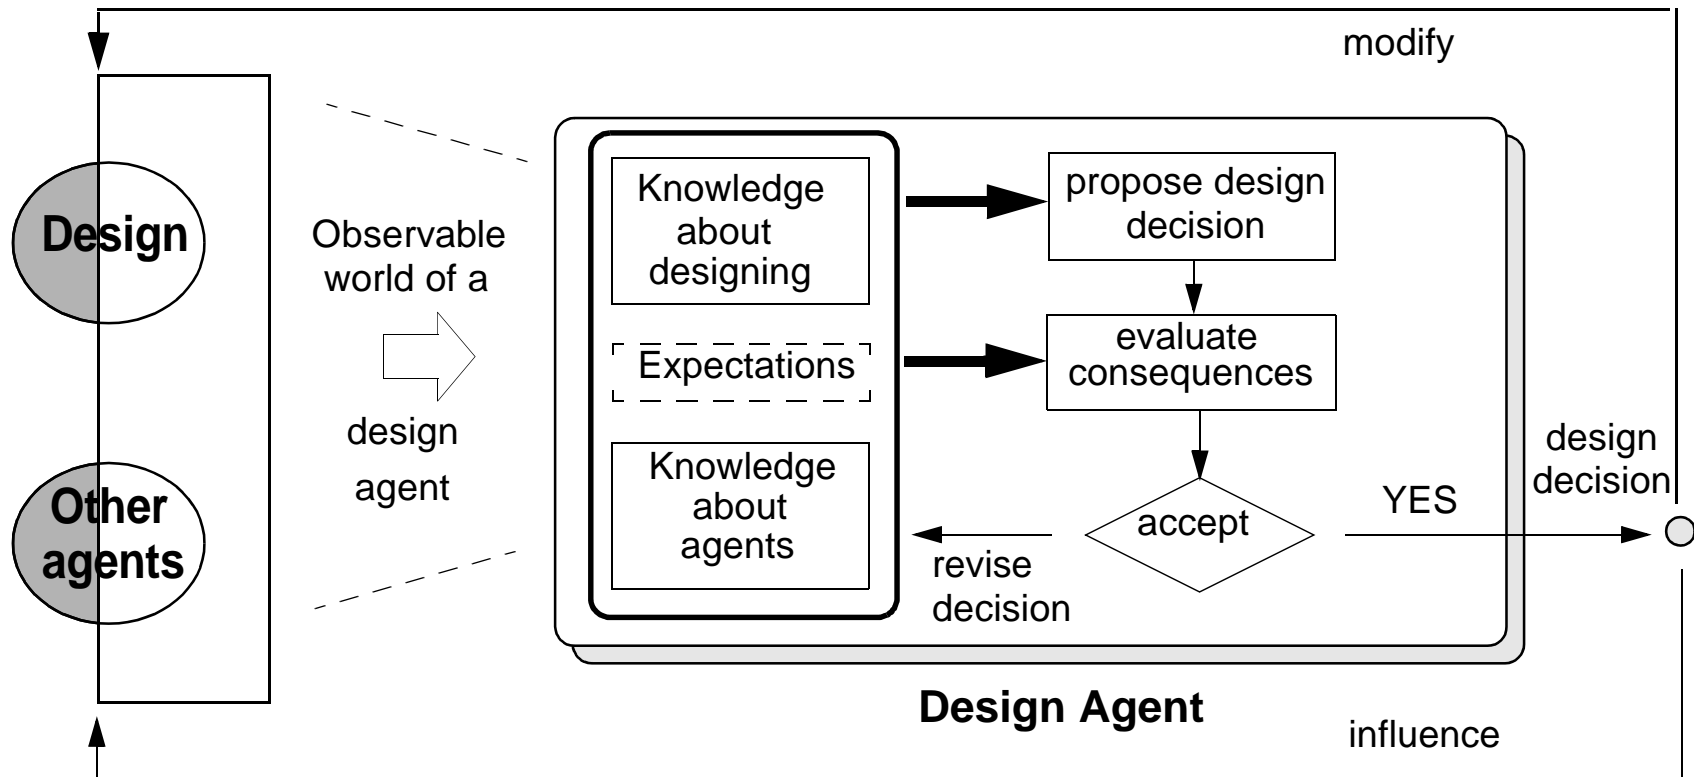 modify
Design
Other
agents
Observable
world of a
design
agent
Knowledge
about
designing
Expectations
Knowledge
about
agents
propose design
decision
evaluate
consequences
accept
revise
decision
YES
design
decision
Design Agent
influence